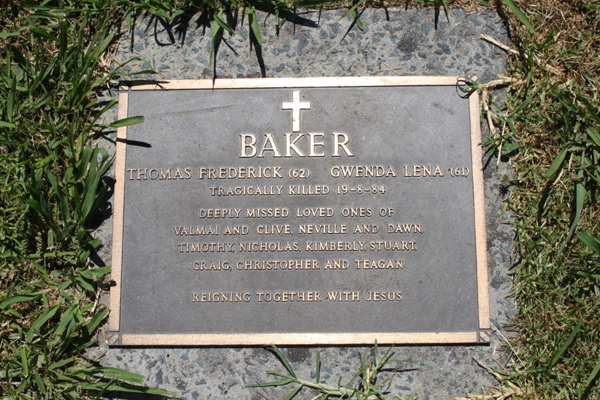 BAKER
THOMAS FREDERICK (62) GWENDA LENA (61)
TRAGICALLY KILLED 19-8-84
DEEPLY MISSED LOVED ONES OF
VALMAI AND CLIVE, NEVILLE AND DAWN,
TIMOTHY, NICHOLAS, KIMBERLY, STUART,
CRAIG, CHRISTOPHER AND TEAGAN
REIGNING TOGETHER WITH JESUS